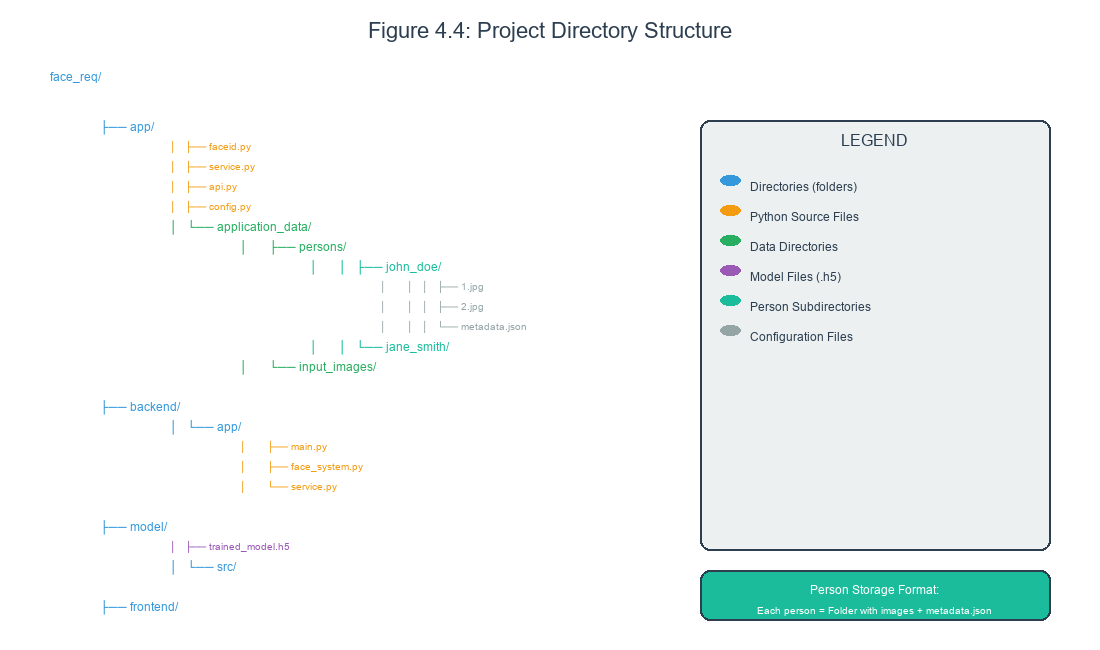 Figure 4.4: Project Directory Structure
face_req/
├── app/
│ ├── faceid.py
│ ├── service.py
│ ├── api.py
│ ├── config.py
│ └── application_data/
│ ├── persons/
│ │ ├── john_doe/
│ │ │ ├── 1.jpg
│ │ │ ├── 2.jpg
│ │ │ └── metadata.json
│ │ └── jane_smith/
│ └── input_images/
├── backend/
│ └── app/
│ ├── main.py
│ ├── face_system.py
│ └── service.py
├── model/
│ ├── trained_model.h5
│ └── src/
├── frontend/
LEGEND
Directories (folders)
Python Source Files
Data Directories
Model Files (.h5)
Person Subdirectories
Configuration Files
Person Storage Format:
Each person = Folder with images + metadata.json